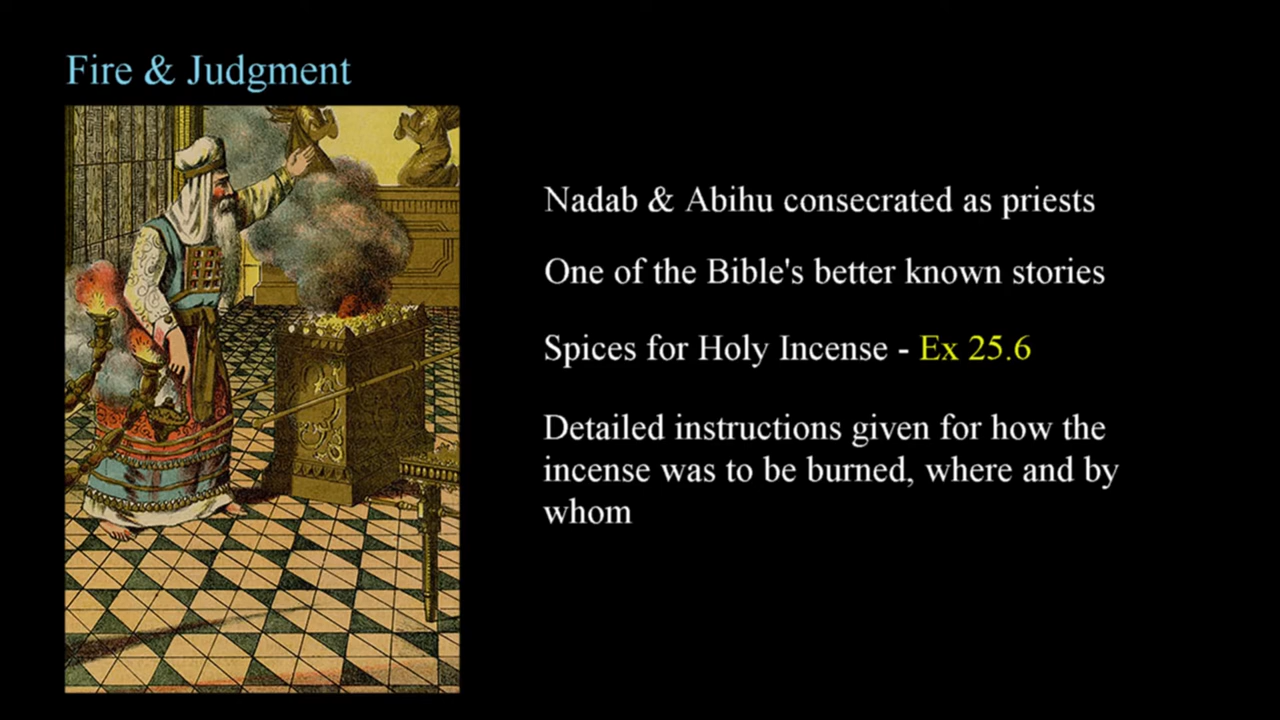 Fire & Judgment
Nadab & Abihu consecrated as priests
One of the Bible's better known stories
Spices for Holy Incense - Ex 25.6
Detailed instructions given for how the
incense was to be burned, where and by
whom